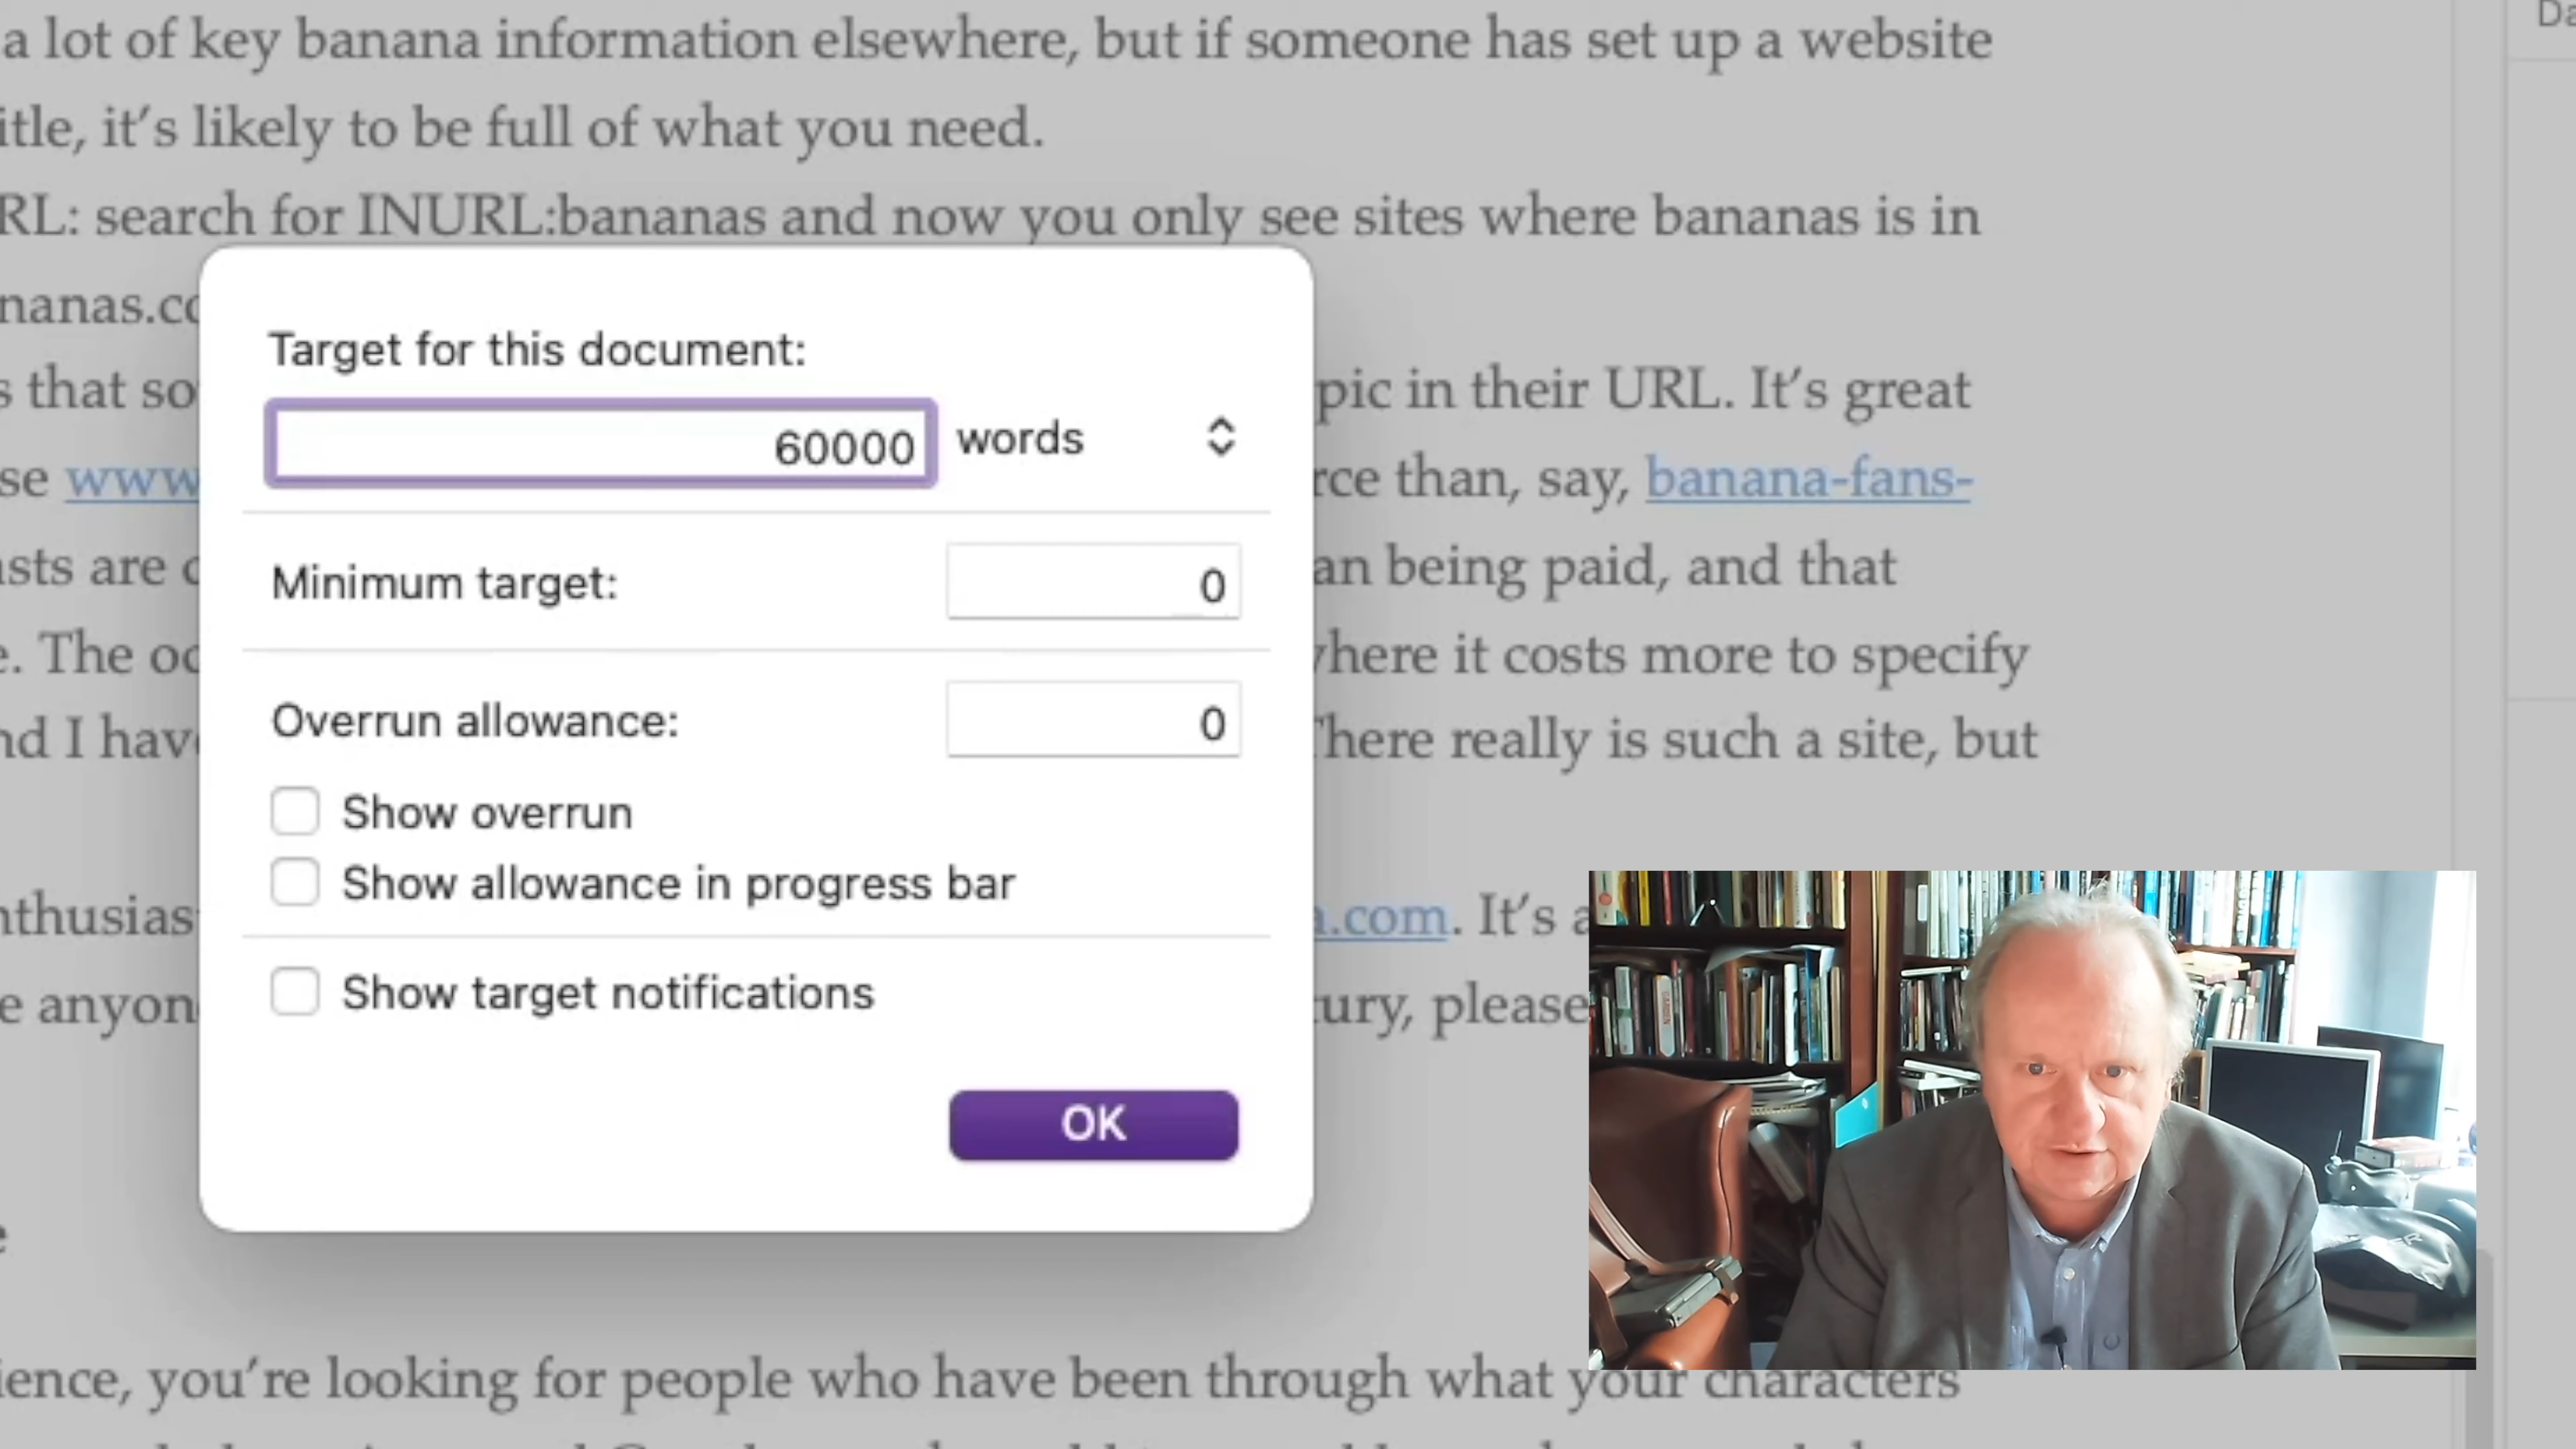 a lot of key banana information elsewhere, but if someone has set up a website
itle, it's likely to be full of what you need.
RL: search for INURL:bananas and now you only see sites where bananas is in
Target for this document:
60000 words
Minimum target: 0
Overrun allowance: 0
Show overrun
Show allowance in progress bar
Show target notifications
OK
pic in their URL. It's great
s that so
se www
rce than, say, banana-fans-
sts are
an being paid, and that
e. The
here it costs more to specify
nd I have
There really is such a site, but
nthusias
a.com. It's a
e anyon
tury, please
ience, you're looking for people who have been through what your characters